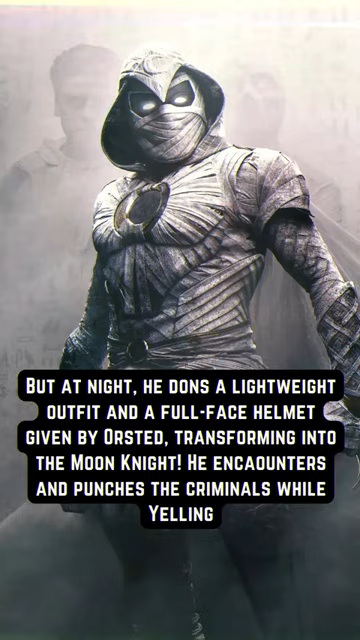 But at night, he dons a lightweight
outfit and a full-face helmet
given by Orsted, transforming into
the Moon Knight! He encaounters
and punches the criminals while
Yelling